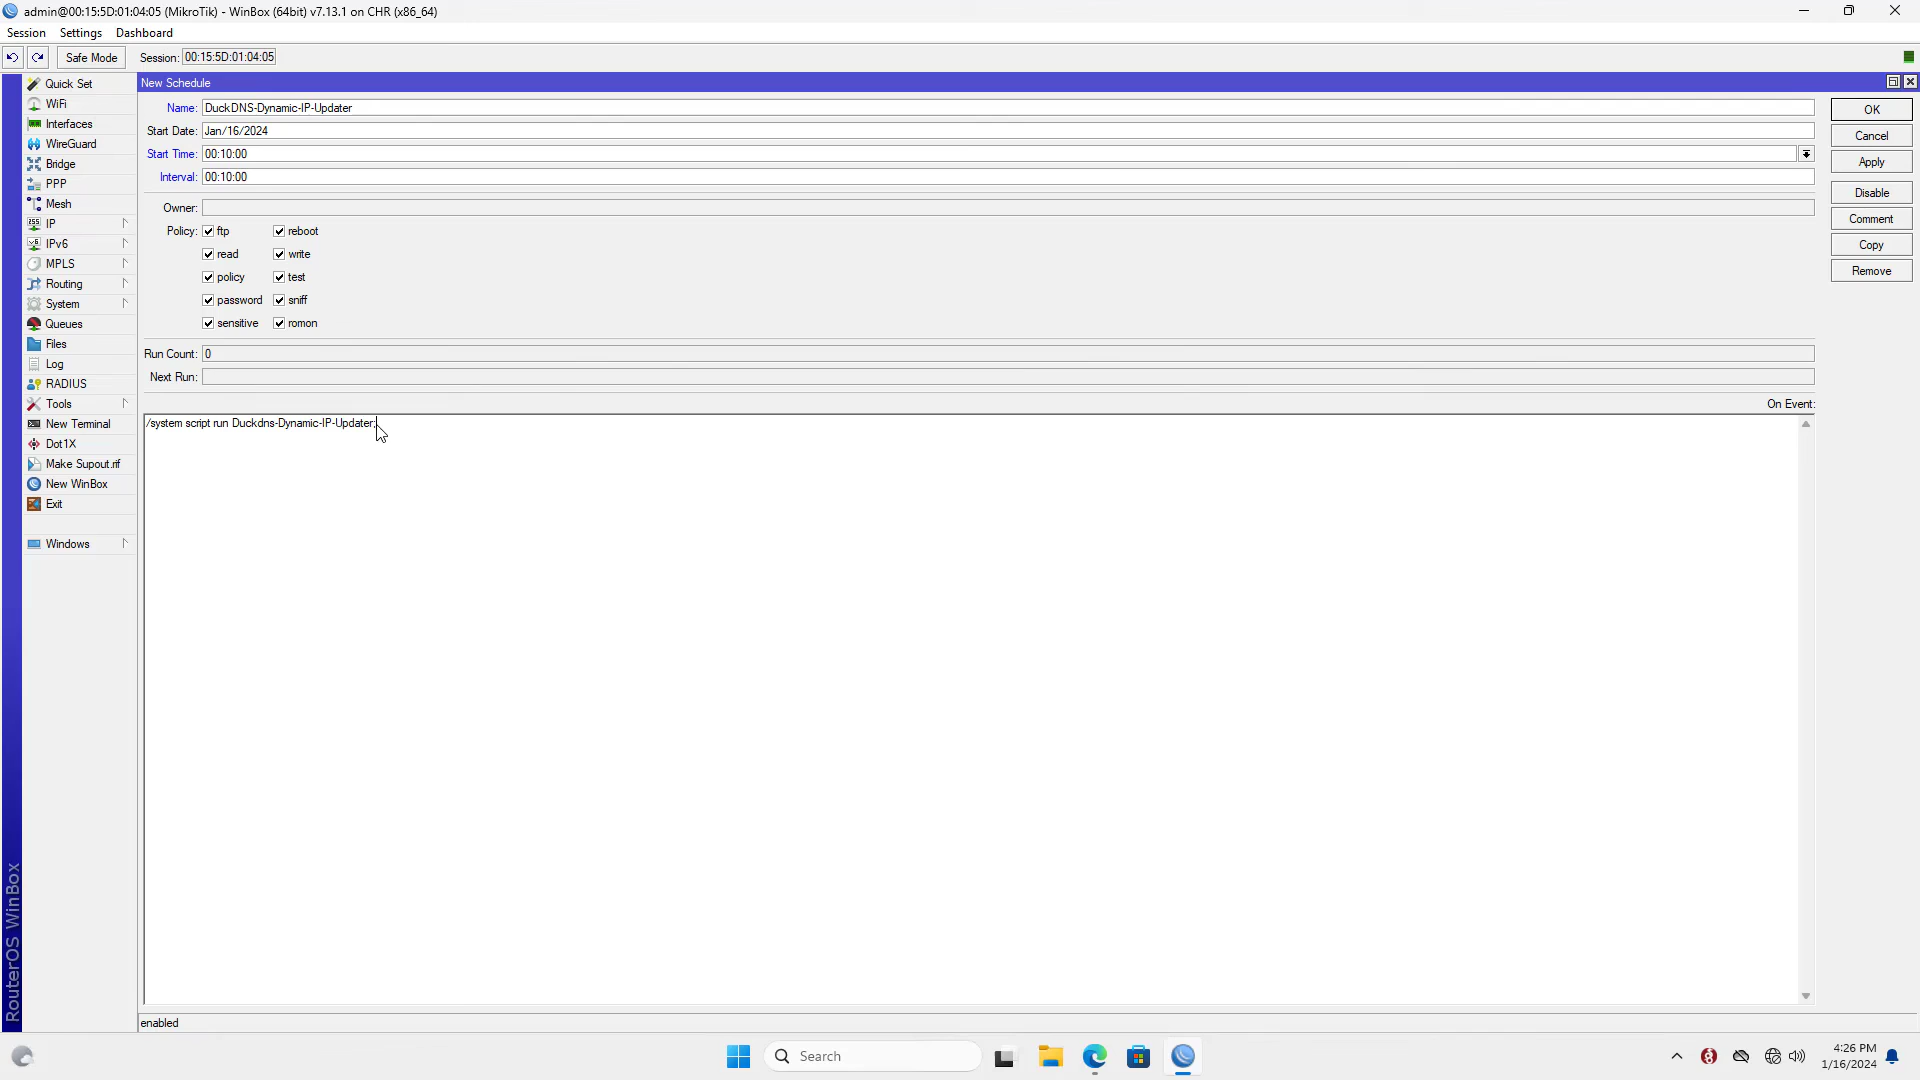 admin@00:15:5D:01:04:05 (MikroTik) - WinBox (64bit) v7.13.1 on CHR (x86_64)
Session Settings Dashboard
Safe Mode Session: 00:15:5D:01:04:05
Quick Set
WiFi
Interfaces
WireGuard
Bridge
PPP
Mesh
IP
IPv6
MPLS
Routing
System
Queues
Files
Log
RADIUS
Tools
New Terminal
Dot1X
Make Supout.rif
New WinBox
Exit
Windows
RouterOS WinBox
New Schedule
Name: DuckDNS-Dynamic-IP-Updater
Start Date: Jan/16/2024
Start Time: 00:10:00
Interval: 00:10:00
Owner:
Policy: ftp reboot
read write
policy test
password sniff
sensitive romon
Run Count: 0
Next Run:
On Event:
/system script run Duckdns-Dynamic-IP-Updater;
enabled
OK
Cancel
Apply
Disable
Comment
Copy
Remove
Search
4:26 PM
1/16/2024